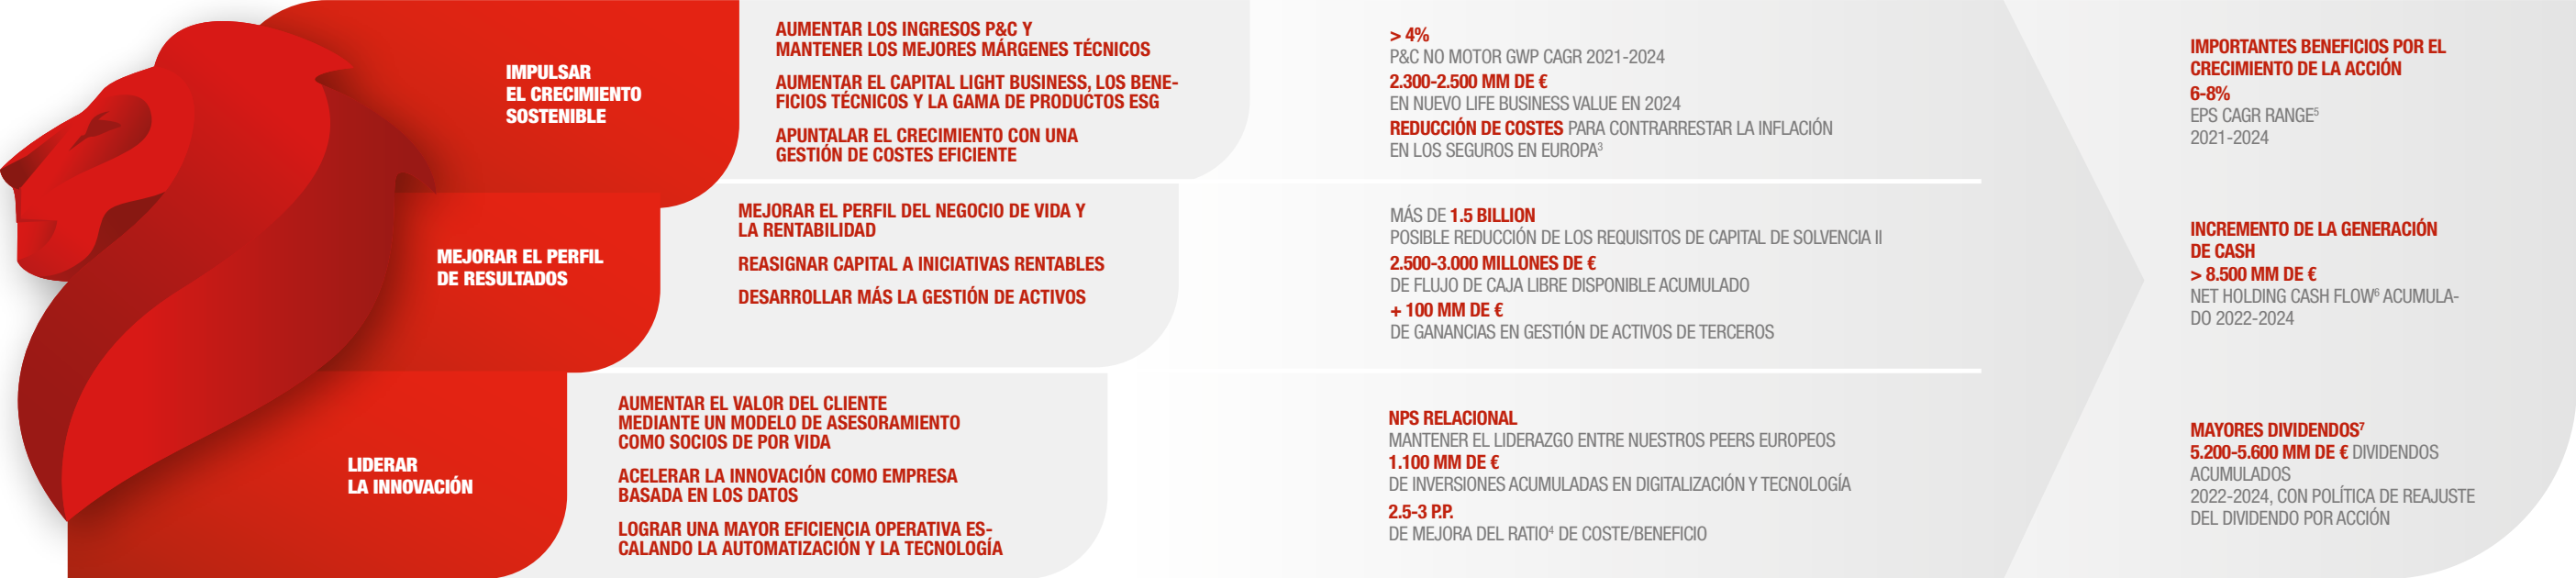 IMPULSAR
EL CRECIMIENTO
SOSTENIBLE
AUMENTAR LOS INGRESOS P&C Y
MANTENER LOS MEJORES MÁRGENES TÉCNICOS
AUMENTAR EL CAPITAL LIGHT BUSINESS, LOS BENE-
FICIOS TÉCNICOS Y LA GAMA DE PRODUCTOS ESG
APUNTALAR EL CRECIMIENTO CON UNA
GESTIÓN DE COSTES EFICIENTE
> 4%
P&C NO MOTOR GWP CAGR 2021-2024
2.300-2.500 MM DE €
EN NUEVO LIFE BUSINESS VALUE EN 2024
REDUCCIÓN DE COSTES PARA CONTRARRESTAR LA INFLACIÓN
EN LOS SEGUROS EN EUROPA³
IMPORTANTES BENEFICIOS POR EL
CRECIMIENTO DE LA ACCIÓN
6-8%
EPS CAGR RANGE⁵
2021-2024
MEJORAR EL PERFIL
DE RESULTADOS
MEJORAR EL PERFIL DEL NEGOCIO DE VIDA Y
LA RENTABILIDAD
REASIGNAR CAPITAL A INICIATIVAS RENTABLES
DESARROLLAR MÁS LA GESTIÓN DE ACTIVOS
MÁS DE 1.5 BILLION
POSIBLE REDUCCIÓN DE LOS REQUISITOS DE CAPITAL DE SOLVENCIA II
2.500-3.000 MILLONES DE €
DE FLUJO DE CAJA LIBRE DISPONIBLE ACUMULADO
+ 100 MM DE €
DE GANANCIAS EN GESTIÓN DE ACTIVOS DE TERCEROS
INCREMENTO DE LA GENERACIÓN
DE CASH
> 8.500 MM DE €
NET HOLDING CASH FLOW⁶ ACUMULA-
DO 2022-2024
LIDERAR
LA INNOVACIÓN
AUMENTAR EL VALOR DEL CLIENTE
MEDIANTE UN MODELO DE ASESORAMIENTO
COMO SOCIOS DE POR VIDA
ACELERAR LA INNOVACIÓN COMO EMPRESA
BASADA EN LOS DATOS
LOGRAR UNA MAYOR EFICIENCIA OPERATIVA ES-
CALANDO LA AUTOMATIZACIÓN Y LA TECNOLOGÍA
NPS RELACIONAL
MANTENER EL LIDERAZGO ENTRE NUESTROS PEERS EUROPEOS
1.100 MM DE €
DE INVERSIONES ACUMULADAS EN DIGITALIZACIÓN Y TECNOLOGÍA
2.5-3 P.P.
DE MEJORA DEL RATIO⁴ DE COSTE/BENEFICIO
MAYORES DIVIDENDOS⁷
5.200-5.600 MM DE € DIVIDENDOS
ACUMULADOS
2022-2024, CON POLÍTICA DE REAJUSTE
DEL DIVIDENDO POR ACCIÓN